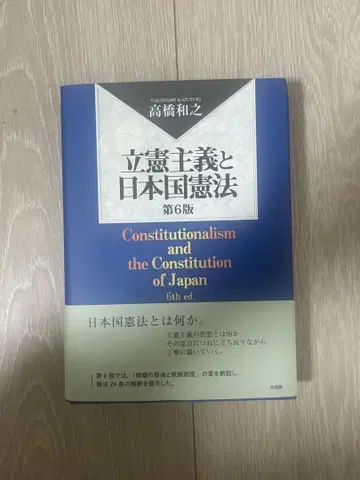 TAKAHASHI KAZUYUKI
高橋和之
立憲主義と
日本国憲法
第6版
Constitutionalism
and
the Constitution
of Japan
6th ed.
日本国憲法とは何か。
立憲主義の思想とは何か、
その原点につねに立ち戻りながら、
丁寧に描いていく。
第6版では、「婚姻の自由と家族制度」の章を新設し、
憲法24条の解釈を提示した。
有斐閣